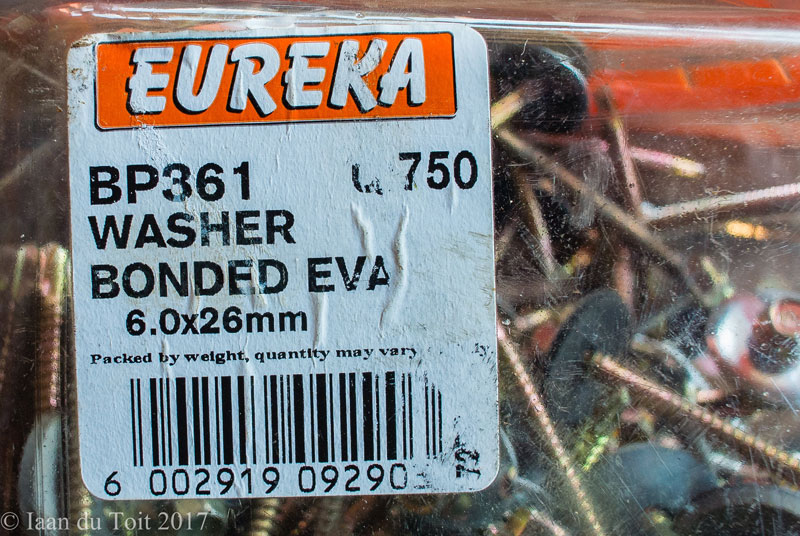 EUREKA
BP361 750
WASHER
BONDED EVA
6.0x26mm
Packed by weight, quantity may vary
6 002919 09290
© Iaan du Toit 2017